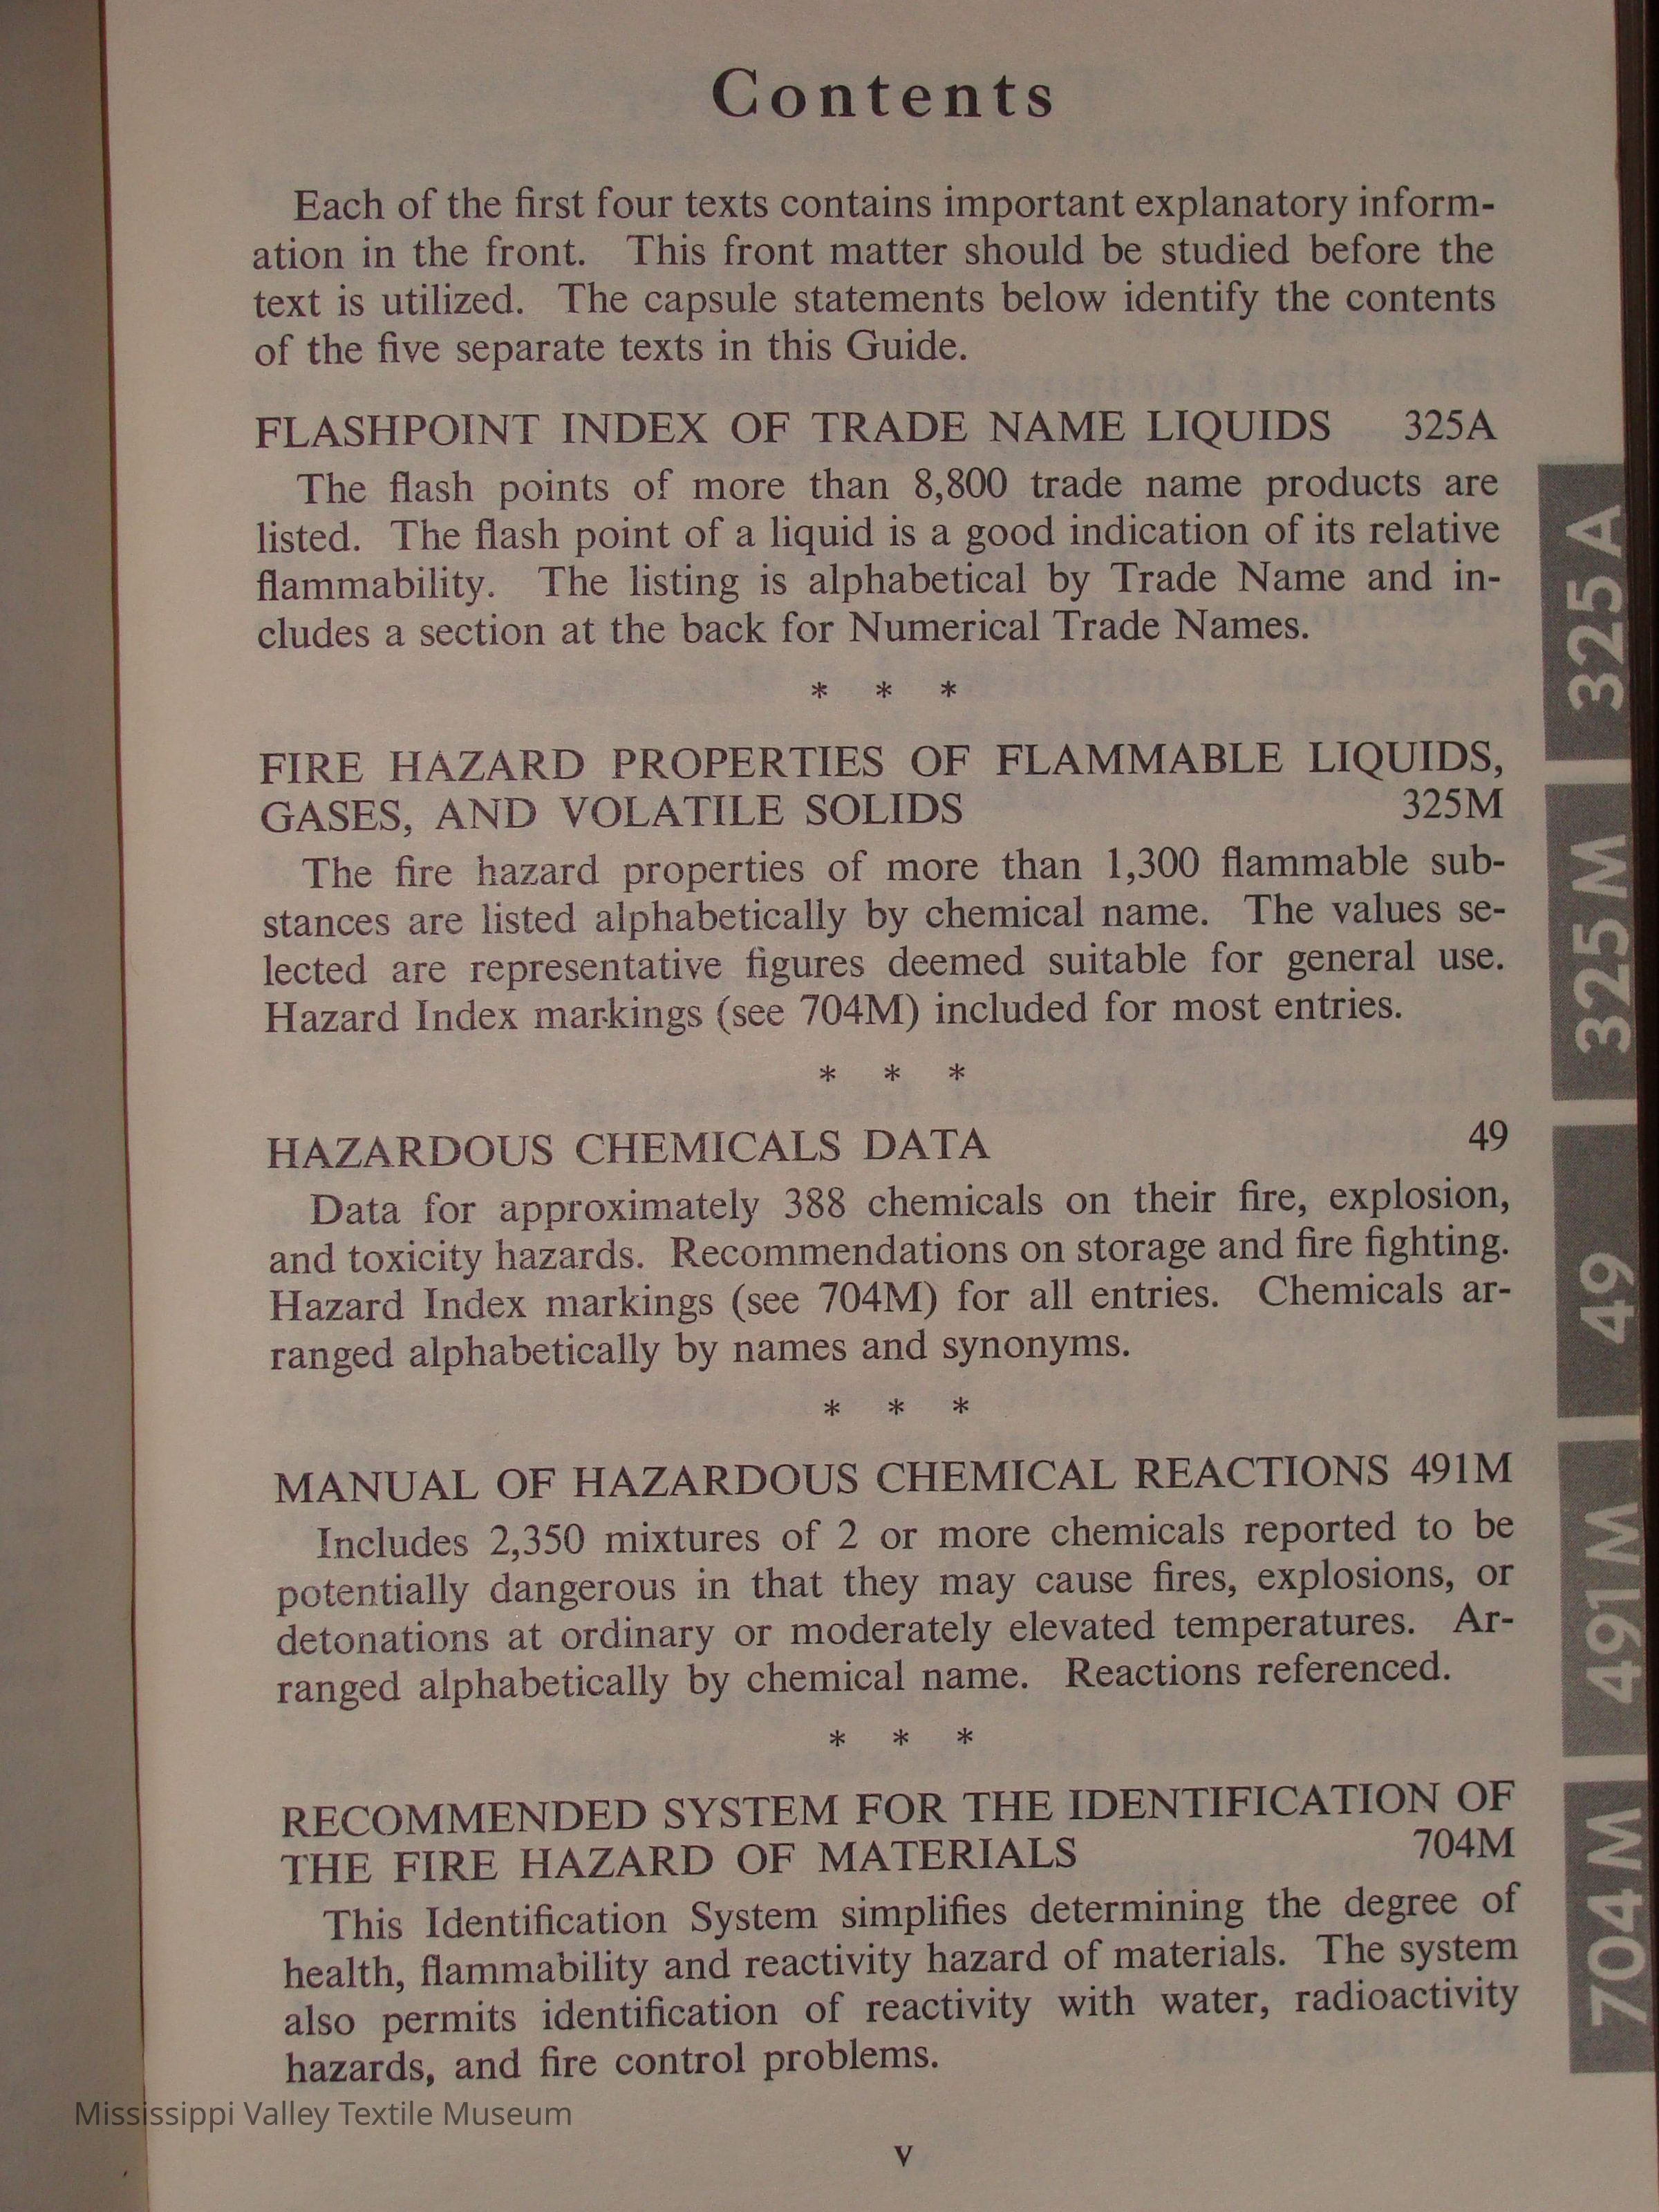 Contents
Each of the first four texts contains important explanatory inform-
ation in the front. This front matter should be studied before the
text is utilized. The capsule statements below identify the contents
of the five separate texts in this Guide.
FLASHPOINT INDEX OF TRADE NAME LIQUIDS 325A
The flash points of more than 8,800 trade name products are
listed. The flash point of a liquid is a good indication of its relative
flammability. The listing is alphabetical by Trade Name and in-
cludes a section at the back for Numerical Trade Names.
* * *
FIRE HAZARD PROPERTIES OF FLAMMABLE LIQUIDS,
GASES, AND VOLATILE SOLIDS 325M
The fire hazard properties of more than 1,300 flammable sub-
stances are listed alphabetically by chemical name. The values se-
lected are representative figures deemed suitable for general use.
Hazard Index markings (see 704M) included for most entries.
* * *
HAZARDOUS CHEMICALS DATA 49
Data for approximately 388 chemicals on their fire, explosion,
and toxicity hazards. Recommendations on storage and fire fighting.
Hazard Index markings (see 704M) for all entries. Chemicals ar-
ranged alphabetically by names and synonyms.
* * *
MANUAL OF HAZARDOUS CHEMICAL REACTIONS 491M
Includes 2,350 mixtures of 2 or more chemicals reported to be
potentially dangerous in that they may cause fires, explosions, or
detonations at ordinary or moderately elevated temperatures. Ar-
ranged alphabetically by chemical name. Reactions referenced.
* * *
RECOMMENDED SYSTEM FOR THE IDENTIFICATION OF
THE FIRE HAZARD OF MATERIALS 704M
This Identification System simplifies determining the degree of
health, flammability and reactivity hazard of materials. The system
also permits identification of reactivity with water, radioactivity
hazards, and fire control problems.
v
325A
325M
49
491M
704M
Mississippi Valley Textile Museum